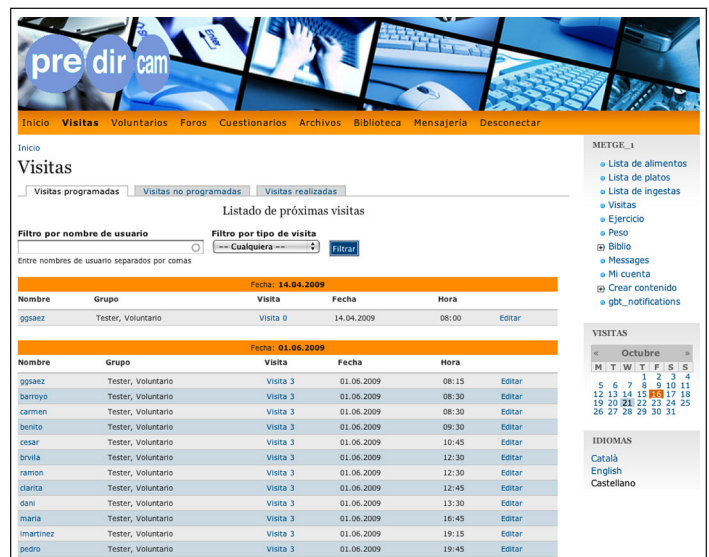 pre dir cam
Inicio Visitas Voluntarios Foros Cuestionarios Archivos Biblioteca Mensajería Desconectar
Inicio
Visitas
Visitas programadas Visitas no programadas Visitas realizadas
Listado de próximas visitas
Filtro por nombre de usuario Filtro por tipo de visita
-- Cualquiera -- Filtrar
Entre nombres de usuario separados por comas
Fecha: 14.04.2009
Nombre Grupo Visita Fecha Hora
ggsaez Tester, Voluntario Visita 0 14.04.2009 08:00 Editar
Fecha: 01.06.2009
Nombre Grupo Visita Fecha Hora
ggsaez Tester, Voluntario Visita 3 01.06.2009 08:15 Editar
barroyo Tester, Voluntario Visita 3 01.06.2009 08:30 Editar
carmen Tester, Voluntario Visita 3 01.06.2009 08:30 Editar
benito Tester, Voluntario Visita 3 01.06.2009 09:30 Editar
cesar Tester, Voluntario Visita 3 01.06.2009 10:45 Editar
brvila Tester, Voluntario Visita 3 01.06.2009 12:30 Editar
ramon Tester, Voluntario Visita 3 01.06.2009 12:30 Editar
clarita Tester, Voluntario Visita 3 01.06.2009 12:45 Editar
dani Tester, Voluntario Visita 3 01.06.2009 13:30 Editar
maria Tester, Voluntario Visita 3 01.06.2009 16:45 Editar
imartinez Tester, Voluntario Visita 3 01.06.2009 19:15 Editar
pedro Tester, Voluntario Visita 3 01.06.2009 19:45 Editar
METGE_1
Lista de alimentos
Lista de platos
Lista de ingestas
Visitas
Ejercicio
Peso
Biblio
Messages
Mi cuenta
Crear contenido
gbt_notifications
VISITAS
« Octubre »
M T W T F S S
1 2 3 4
5 6 7 8 9 10 11
12 13 14 15 16 17 18
19 20 21 22 23 24 25
26 27 28 29 30 31
IDIOMAS
Català
English
Castellano